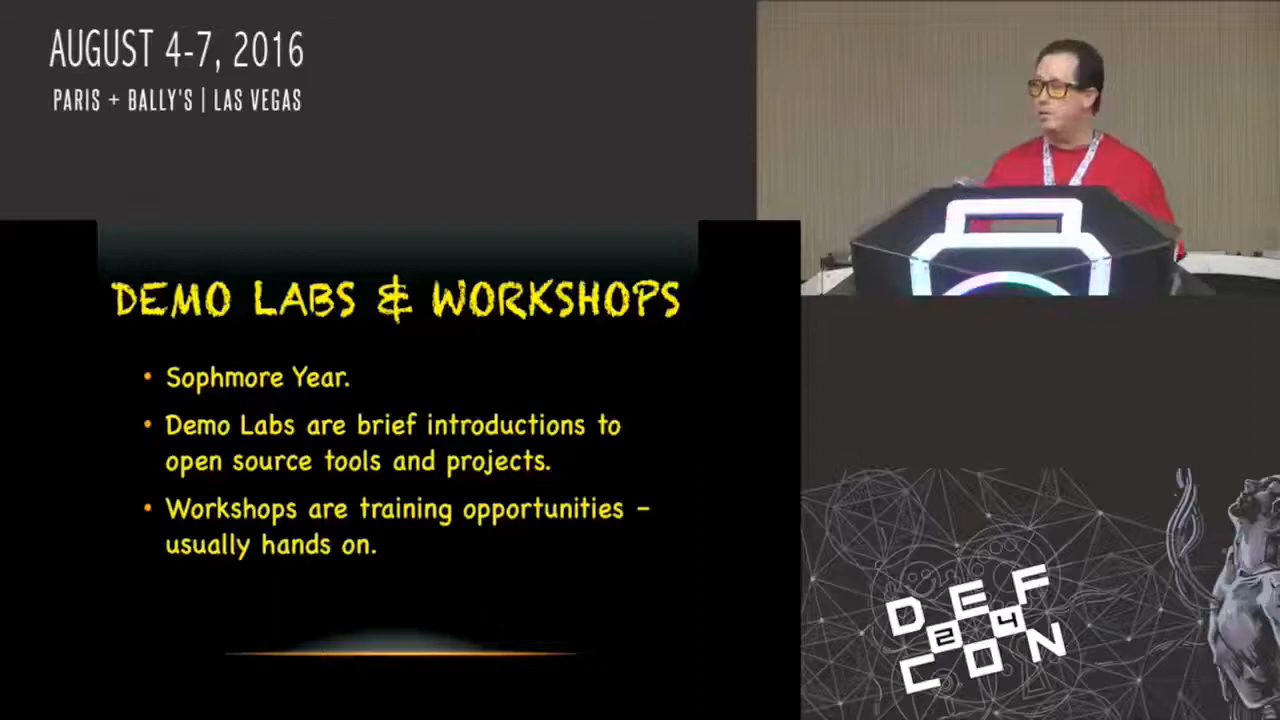 AUGUST 4-7, 2016
PARIS + BALLY'S | LAS VEGAS
DEMO LABS & WORKSHOPS
• Sophmore Year.
• Demo Labs are brief introductions to
open source tools and projects.
• Workshops are training opportunities –
usually hands on.
DEF
24
CON